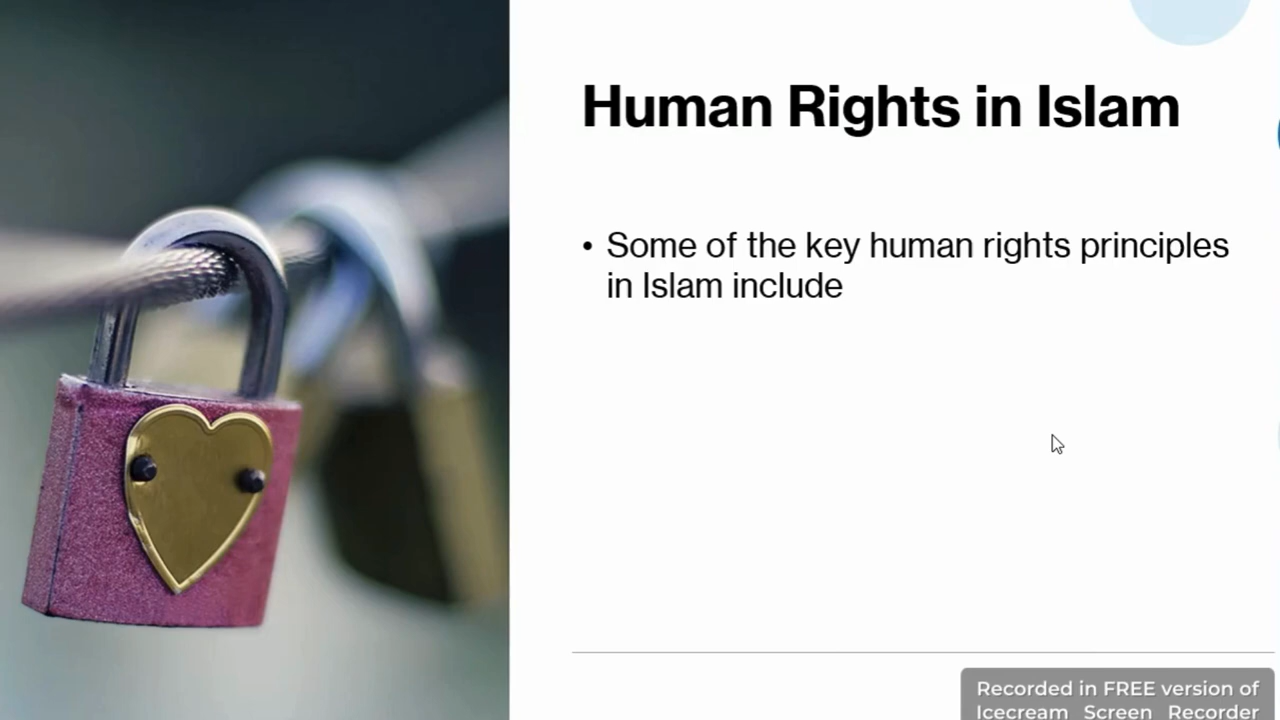 Human Rights in Islam
• Some of the key human rights principles
in Islam include
Recorded in FREE version of
Icecream Screen Recorder